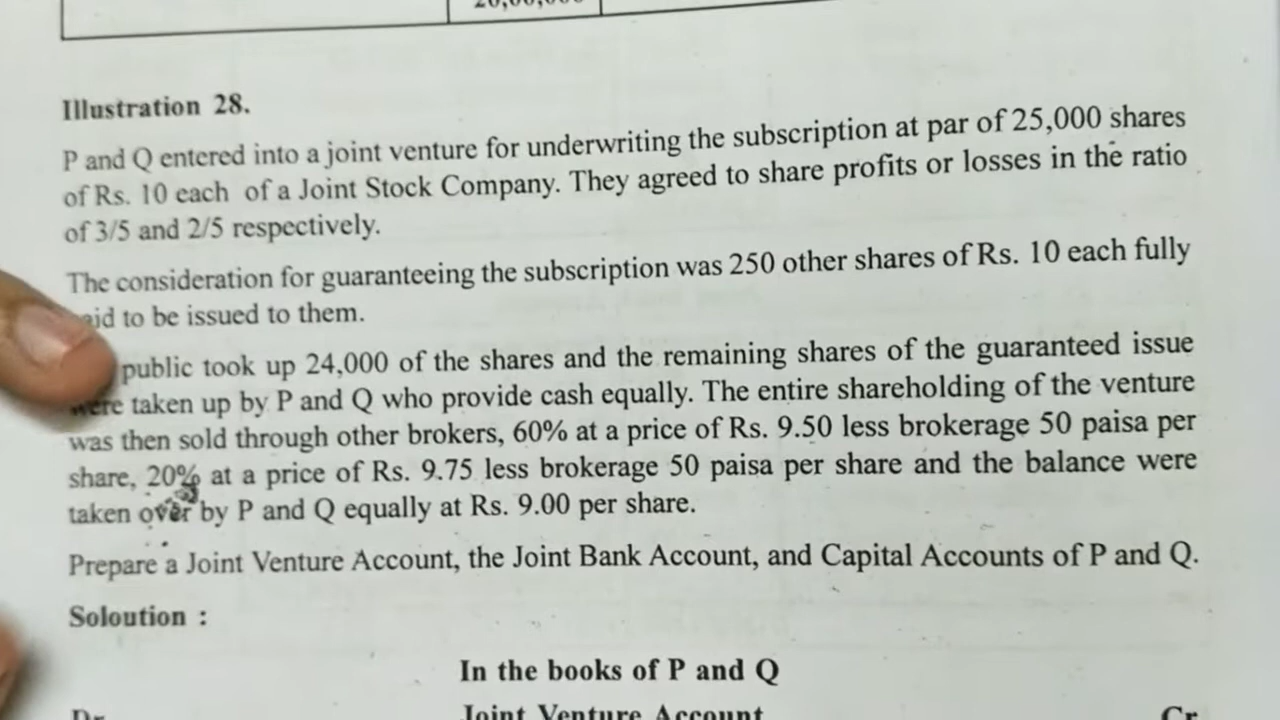 Illustration 28.
P and Q entered into a joint venture for underwriting the subscription at par of 25,000 shares
of Rs. 10 each of a Joint Stock Company. They agreed to share profits or losses in the ratio
of 3/5 and 2/5 respectively.
The consideration for guaranteeing the subscription was 250 other shares of Rs. 10 each fully
aid to be issued to them.
public took up 24,000 of the shares and the remaining shares of the guaranteed issue
were taken up by P and Q who provide cash equally. The entire shareholding of the venture
was then sold through other brokers, 60% at a price of Rs. 9.50 less brokerage 50 paisa per
share, 20% at a price of Rs. 9.75 less brokerage 50 paisa per share and the balance were
taken over by P and Q equally at Rs. 9.00 per share.
Prepare a Joint Venture Account, the Joint Bank Account, and Capital Accounts of P and Q.
Soloution :
In the books of P and Q
Dr. Joint Venture Account Cr.